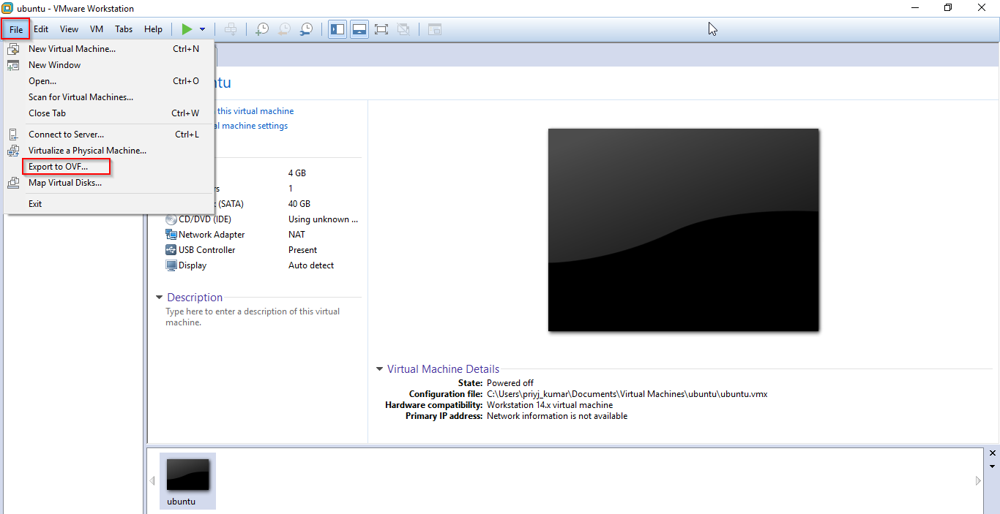 ubuntu - VMware Workstation
File Edit View VM Tabs Help
New Virtual Machine... Ctrl+N
New Window
Open... Ctrl+O
Scan for Virtual Machines...
Close Tab Ctrl+W
Connect to Server... Ctrl+L
Virtualize a Physical Machine...
Export to OVF...
Map Virtual Disks...
Exit
this virtual machine
machine settings
4 GB
1
(SATA) 40 GB
CD/DVD (IDE) Using unknown ...
Network Adapter NAT
USB Controller Present
Display Auto detect
Description
Type here to enter a description of this virtual
machine.
Virtual Machine Details
State: Powered off
Configuration file: C:\Users\priyj_kumar\Documents\Virtual Machines\ubuntu\ubuntu.vmx
Hardware compatibility: Workstation 14.x virtual machine
Primary IP address: Network information is not available
ubuntu